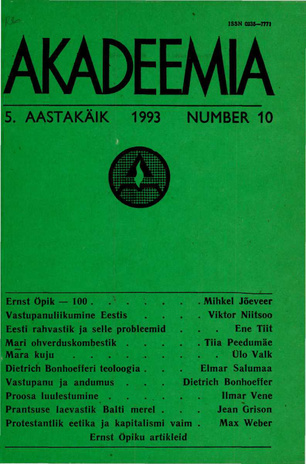 ISSN 0235—7771
AKADEEMIA
5. AASTAKÄIK 1993 NUMBER 10
Ernst Öpik — 100 . . . . . . . Mihkel Jõeveer
Vastupanuliikumine Eestis . . . . Viktor Niitsoo
Eesti rahvastik ja selle probleemid . . Ene Tiit
Mari ohverduskombestik . . . . Tiia Peedumäe
Mara kuju . . . . . . . Ülo Valk
Dietrich Bonhoefferi teoloogia . . . Elmar Salumaa
Vastupanu ja andumus . . . Dietrich Bonhoeffer
Proosa luulestumine . . . . . Ilmar Vene
Prantsuse laevastik Balti merel . . . Jean Grison
Protestantlik eetika ja kapitalismi vaim . Max Weber
Ernst Öpiku artikleid